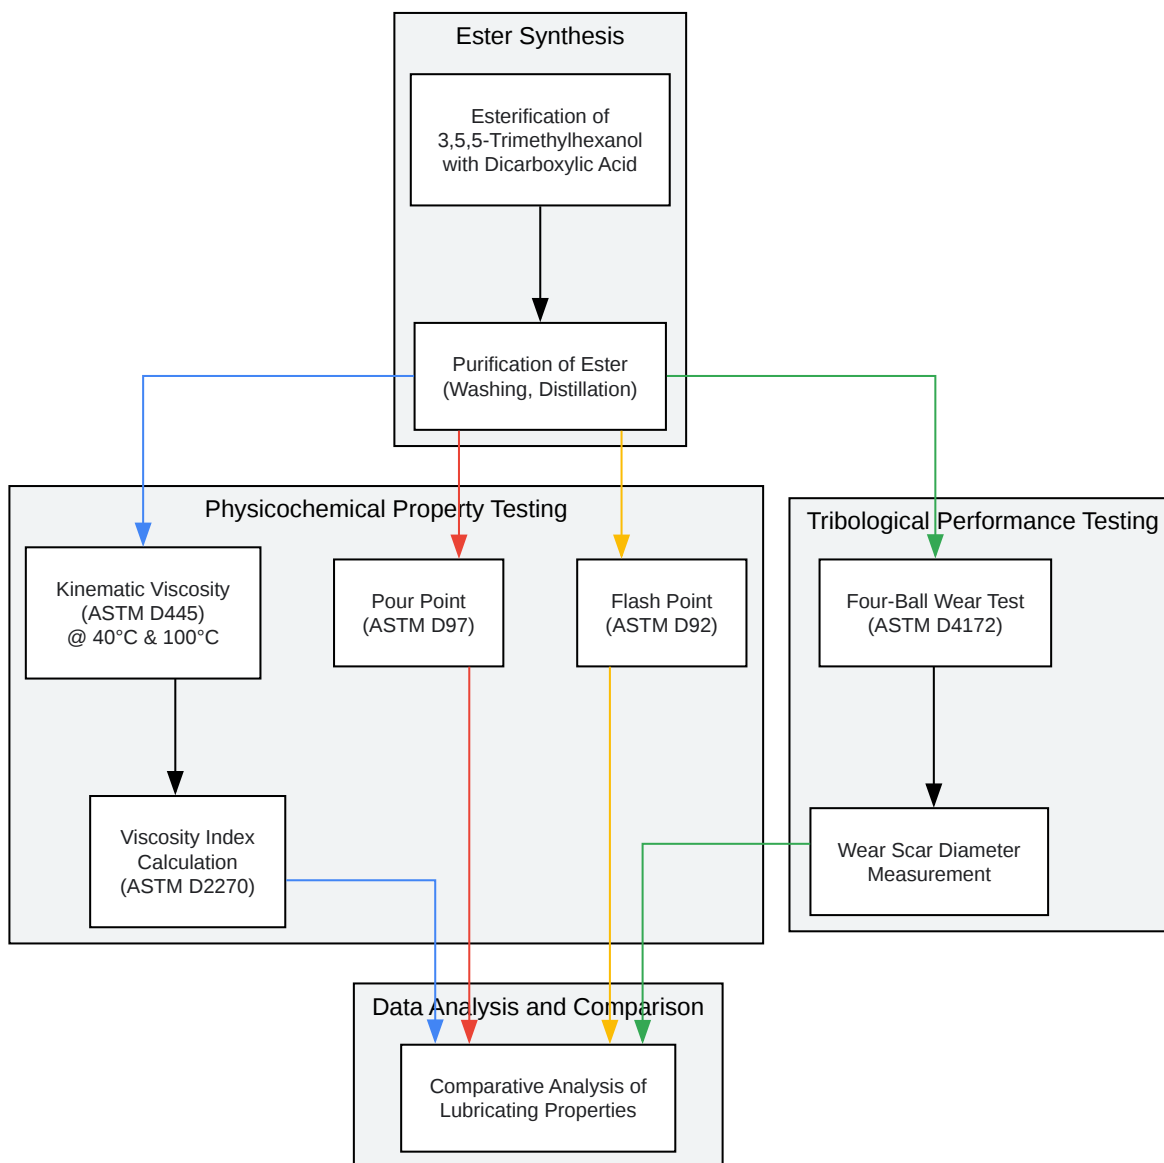 Ester Synthesis
Esterification of
3,5,5-Trimethylhexanol
with Dicarboxylic Acid
Purification of Ester
(Washing, Distillation)
Physicochemical Property Testing
Kinematic Viscosity
(ASTM D445)
@ 40°C & 100°C
Pour Point
(ASTM D97)
Flash Point
(ASTM D92)
Viscosity Index
Calculation
(ASTM D2270)
Tribological Performance Testing
Four-Ball Wear Test
(ASTM D4172)
Wear Scar Diameter
Measurement
Data Analysis and Comparison
Comparative Analysis of
Lubricating Properties